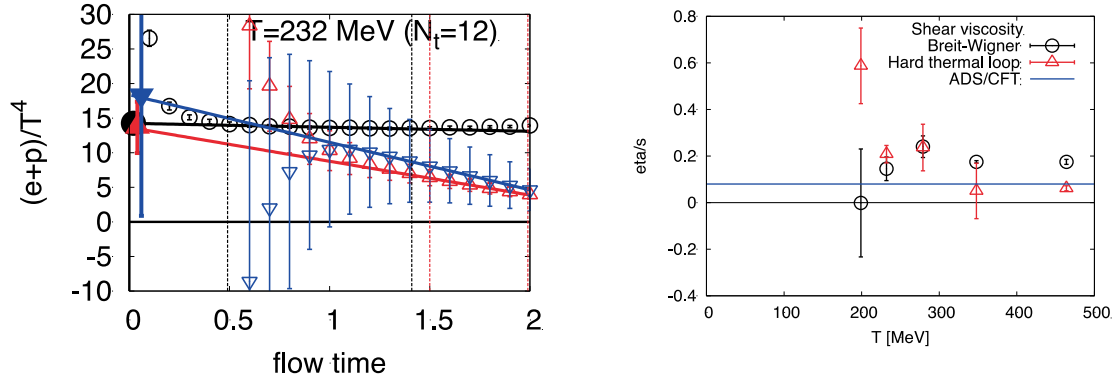 T=232 MeV (N_t=12)
30
25
20
15
10
5
0
-5
-10
(e+p)/T^4
0 0.5 1 1.5 2
flow time
0.8
0.6
0.4
0.2
0
-0.2
-0.4
eta/s
Shear viscosity
Breit-Wigner
Hard thermal loop
ADS/CFT
0 100 200 300 400 500
T [MeV]